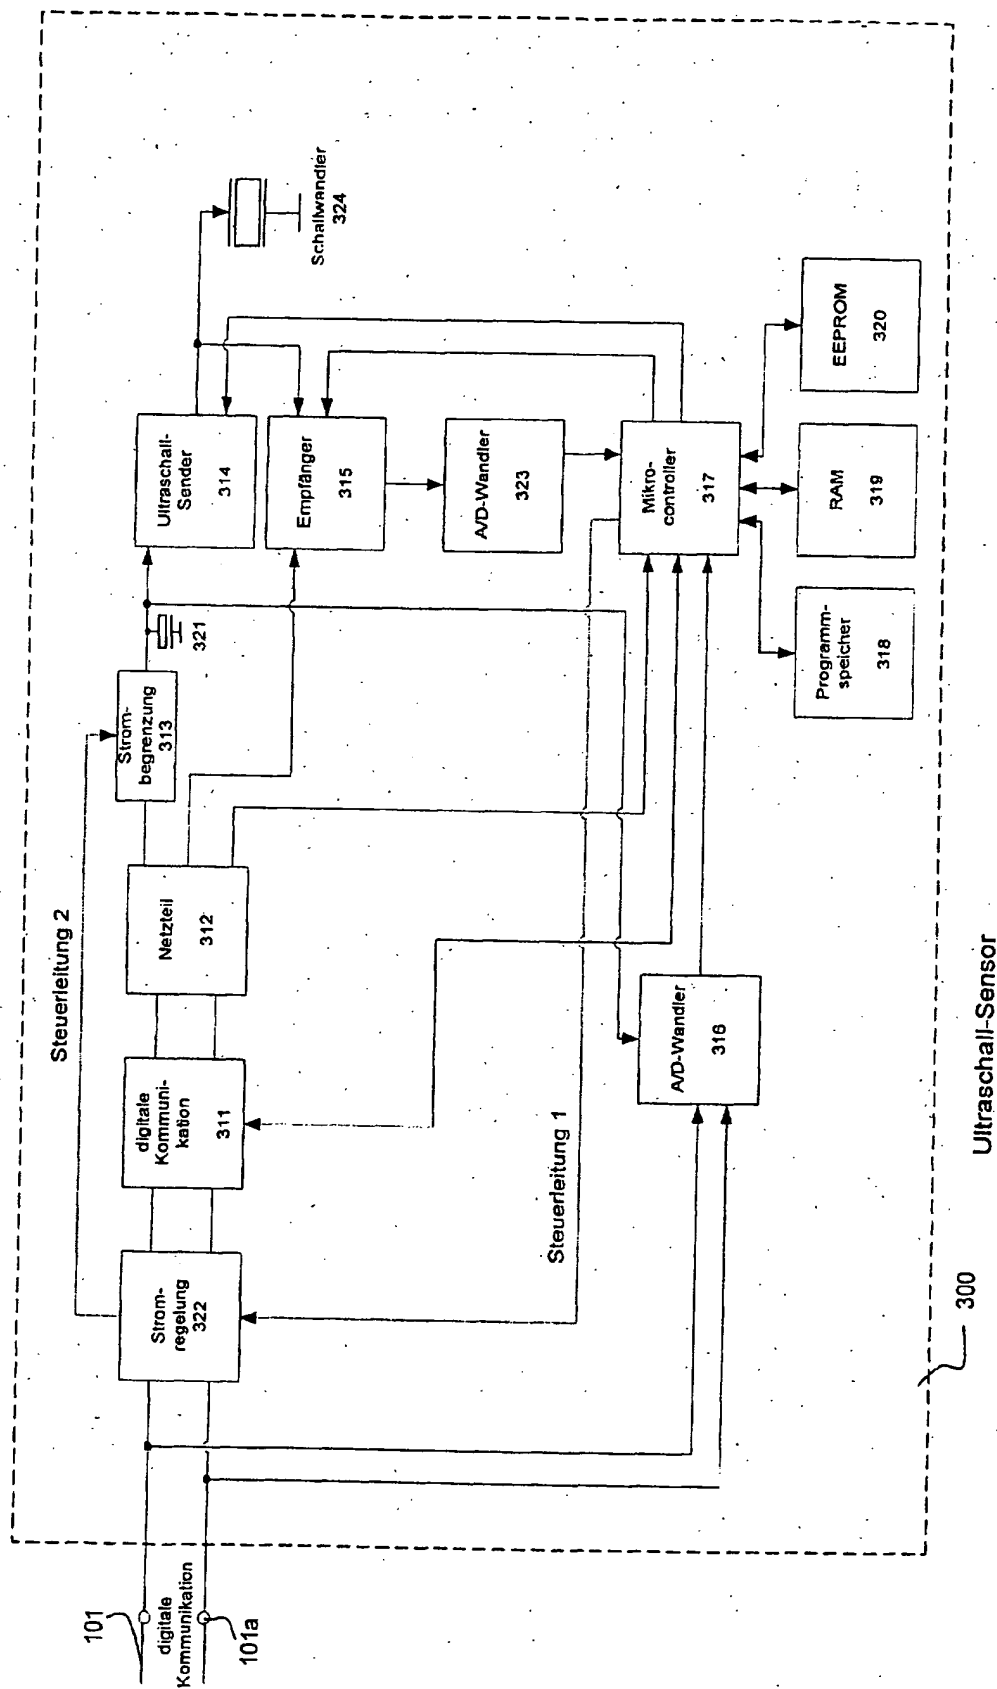 101
digitale
Kommunikation
101a
Steuerleitung 2
Strom-
regelung
322
digitale
Kommuni-
kation
311
Netzteil
312
Strom-
begrenzung
313
321
Ultraschall-
Sender
314
Schallwandler
324
Empfänger
315
A/D-Wandler
323
Steuerleitung 1
A/D-Wandler
316
Mikro-
controller
317
Programm-
speicher
318
RAM
319
EEPROM
320
300
Ultraschall-Sensor